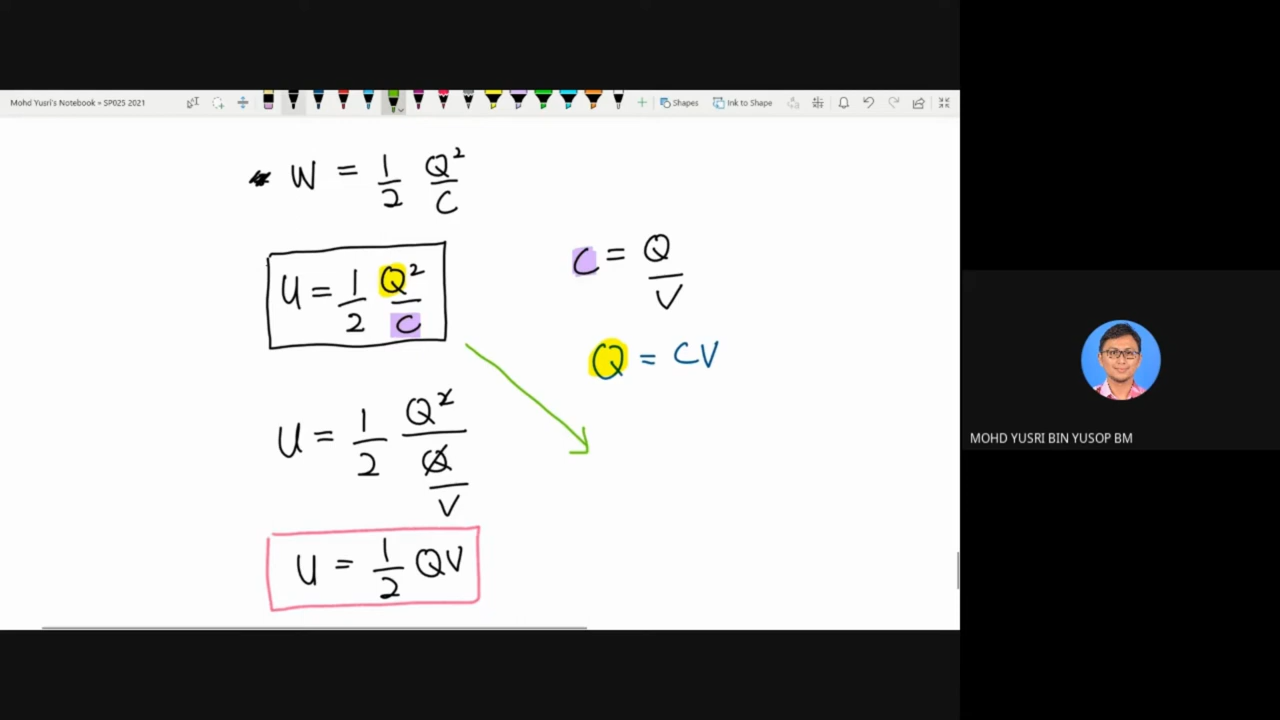 Mohd Yusri's Notebook » SP025 2021
Shapes
Ink to Shape
W = 1/2 Q²/C
U = 1/2 Q²/C
C = Q/V
Q = CV
U = 1/2 Q²/(Q/V)
U = 1/2 QV
MOHD YUSRI BIN YUSOP BM